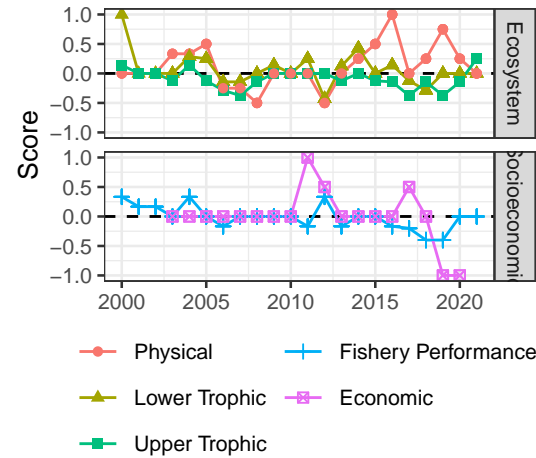 1.0
0.5
0.0
−0.5
−1.0
Ecosystem
Score
1.0
0.5
0.0
−0.5
−1.0
Socioeconomic
2000 2005 2010 2015 2020
Physical Fishery Performance
Lower Trophic Economic
Upper Trophic